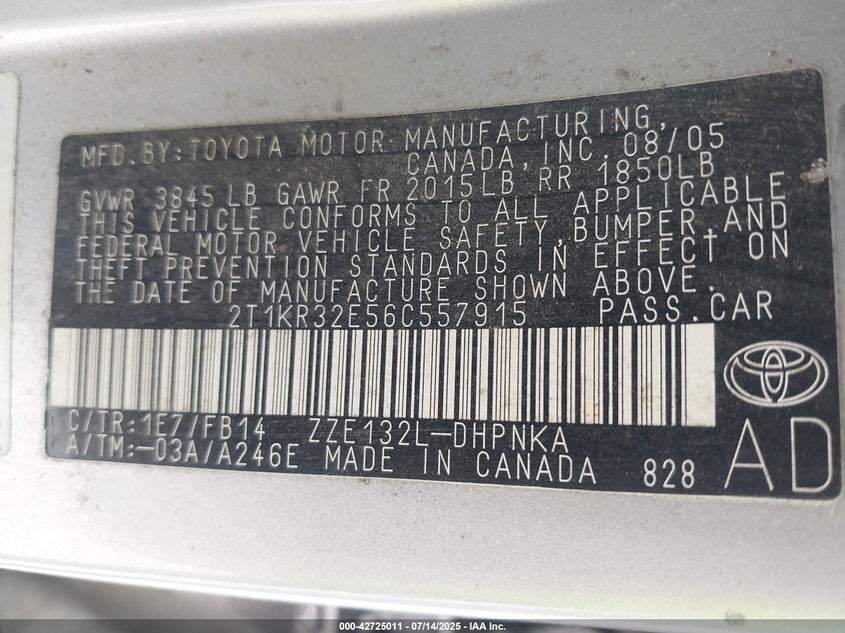 MFD. BY: TOYOTA MOTOR MANUFACTURING,
CANADA, INC. 08/05
GVWR 3845 LB GAWR FR 2015LB RR 1850LB
THIS VEHICLE CONFORMS TO ALL APPLICABLE
FEDERAL MOTOR VEHICLE SAFETY, BUMPER, AND
THEFT PREVENTION STANDARDS IN EFFECT ON
THE DATE OF MANUFACTURE SHOWN ABOVE.
2T1KR32E56C557915 PASS. CAR
C/TR: 1E7/FB14 ZZE132L-DHPNKA
A/TM: -03A/A246E MADE IN CANADA 828
AD
000-42725011 - 07/14/2025 - IAA Inc.